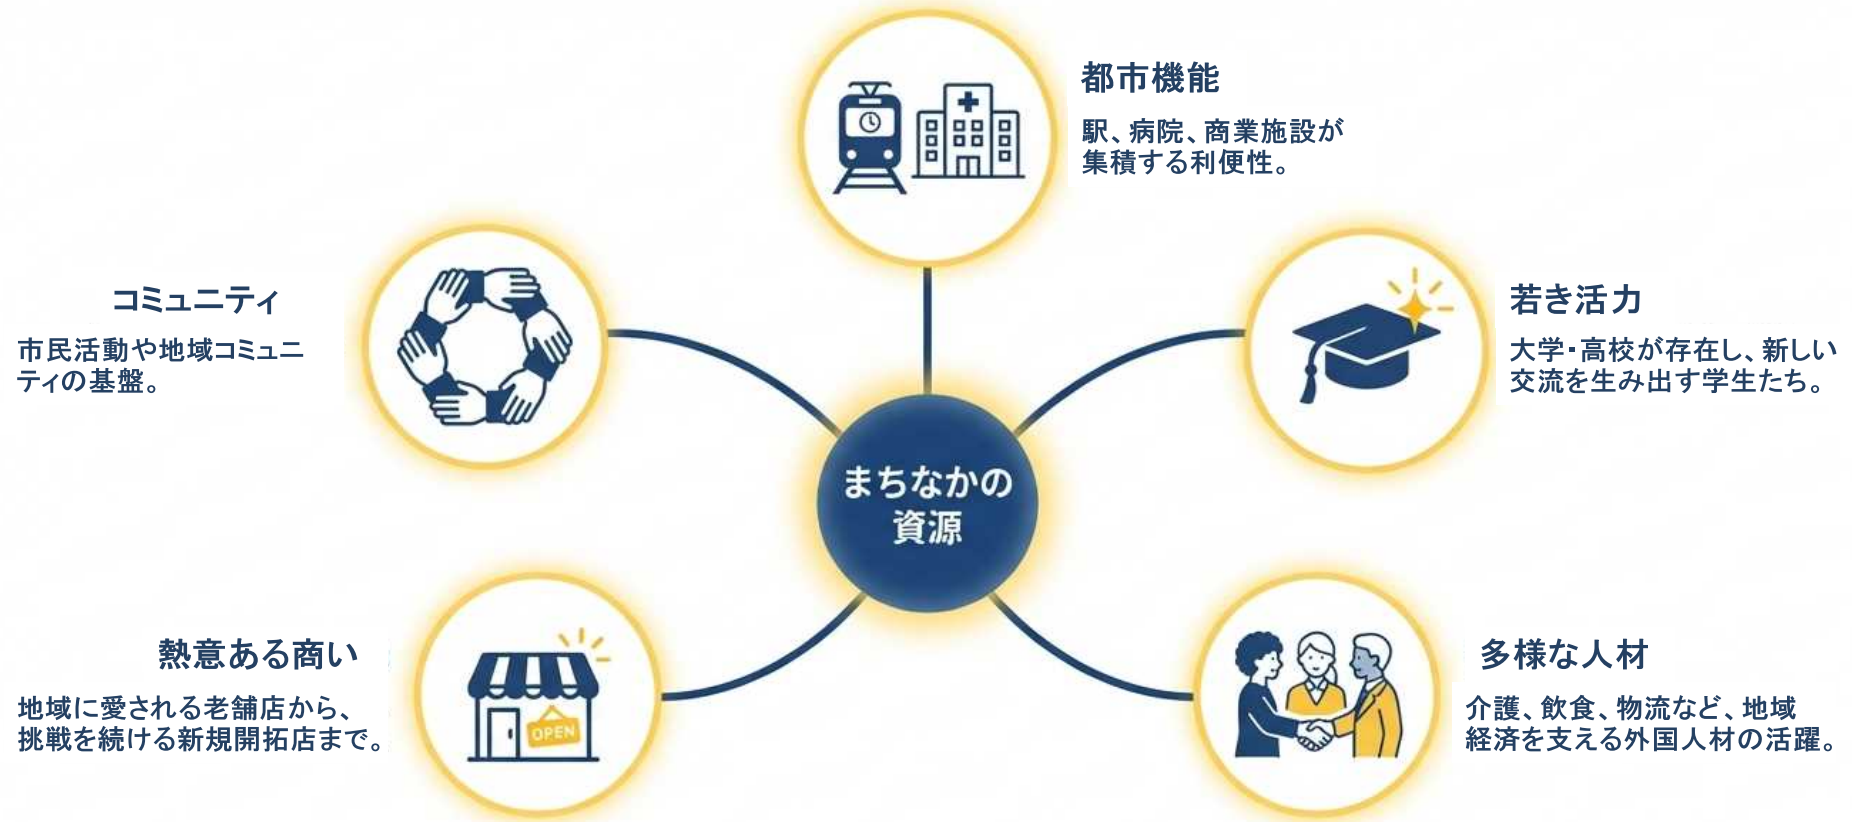 都市機能
駅、病院、商業施設が
集積する利便性。
コミュニティ
市民活動や地域コミュニ
ティの基盤。
若き活力
大学・高校が存在し、新しい
交流を生み出す学生たち。
まちなかの
資源
熱意ある商い
地域に愛される老舗店から、
挑戦を続ける新規開拓店まで。
OPEN
多様な人材
介護、飲食、物流など、地域
経済を支える外国人材の活躍。